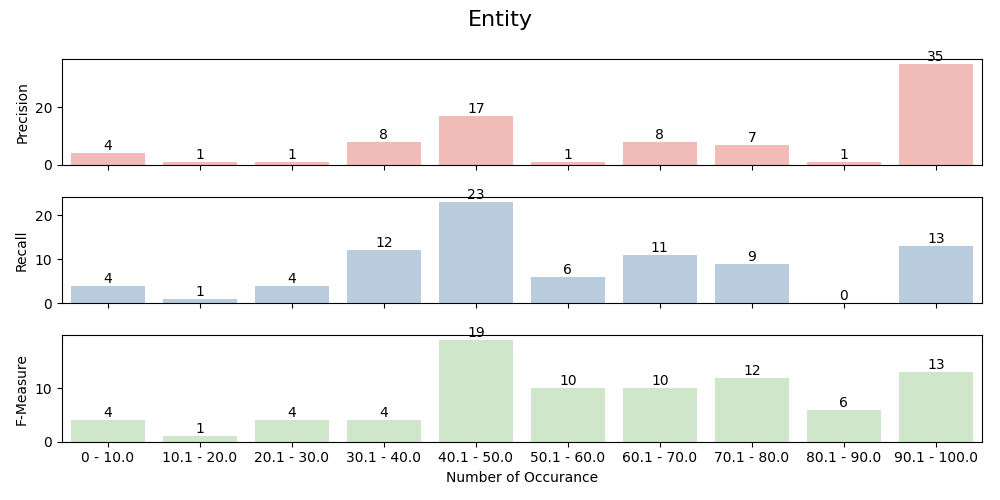 Entity
Precision
20
0
4 1 1 8 17 1 8 7 1 35
Recall
20
10
0
4 1 4 12 23 6 11 9 0 13
F-Measure
10
0
4 1 4 4 19 10 10 12 6 13
0 - 10.0 10.1 - 20.0 20.1 - 30.0 30.1 - 40.0 40.1 - 50.0 50.1 - 60.0 60.1 - 70.0 70.1 - 80.0 80.1 - 90.0 90.1 - 100.0
Number of Occurance